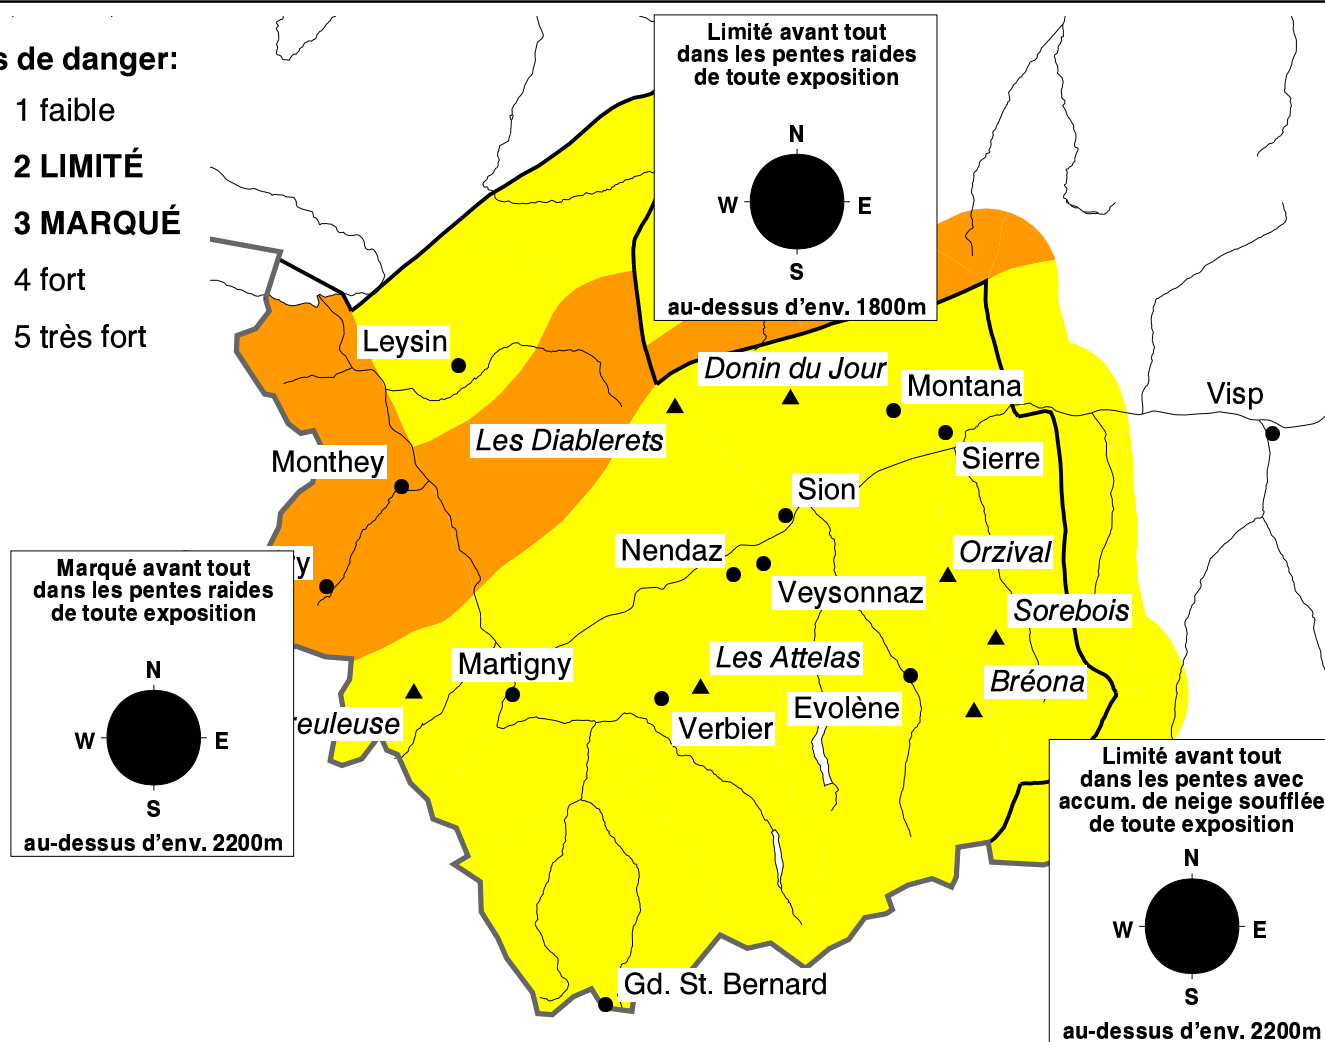 s de danger:
1 faible
2 LIMITÉ
3 MARQUÉ
4 fort
5 très fort
Limité avant tout
dans les pentes raides
de toute exposition
N
W E
S
au-dessus d'env. 1800m
Leysin
Donin du Jour
Montana
Visp
Les Diablerets
Sierre
Monthey
Sion
Nendaz
Orzival
y
Veysonnaz
Sorebois
Martigny
Les Attelas
Bréona
reuleuse
Verbier
Evolène
Gd. St. Bernard
Marqué avant tout
dans les pentes raides
de toute exposition
N
W E
S
au-dessus d'env. 2200m
Limité avant tout
dans les pentes avec
accum. de neige soufflée
de toute exposition
N
W E
S
au-dessus d'env. 2200m